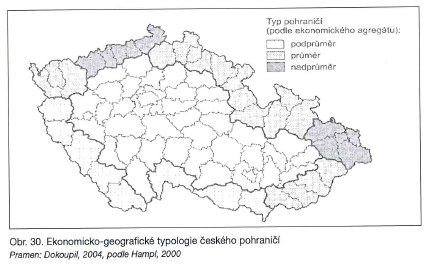 Typ pohraničí
(podle ekonomického agregátu):
podprůměr
průměr
nadprůměr
Obr. 30. Ekonomicko-geografické typologie českého pohraničí
Pramen: Dokoupil, 2004, podle Hampl, 2000